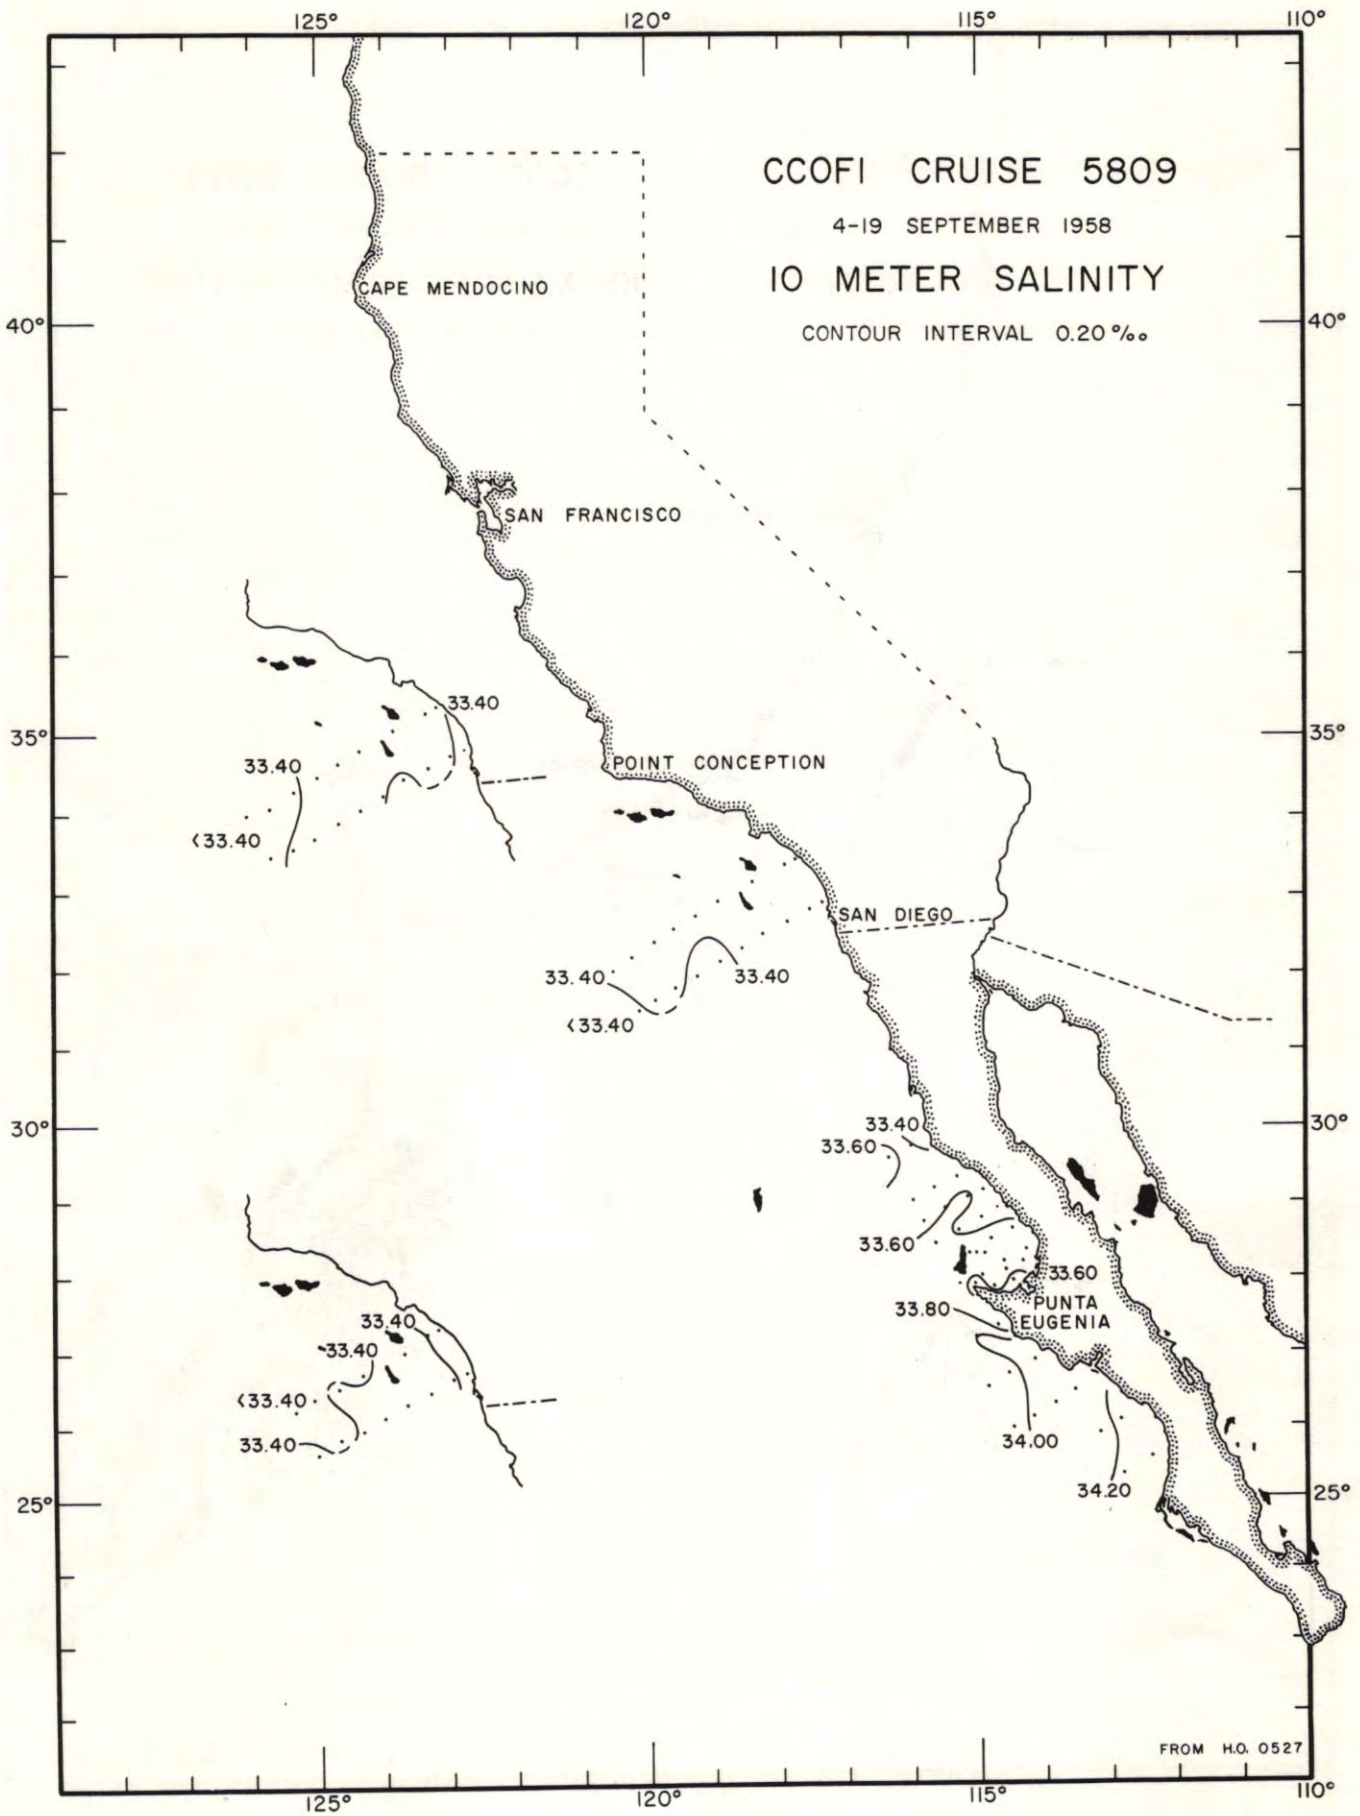 125° 120° 115° 110°
CCOFI CRUISE 5809
4-19 SEPTEMBER 1958
10 METER SALINITY
CONTOUR INTERVAL 0.20‰
CAPE MENDOCINO
40° 40°
SAN FRANCISCO
33.40
35° 35°
33.40
POINT CONCEPTION
<33.40
SAN DIEGO
33.40 33.40
<33.40
30° 30°
33.40
33.60
33.60
33.60
33.80
PUNTA
EUGENIA
33.40
33.40
<33.40
33.40
34.00
34.20
25° 25°
FROM H.O. 0527
125° 120° 115° 110°